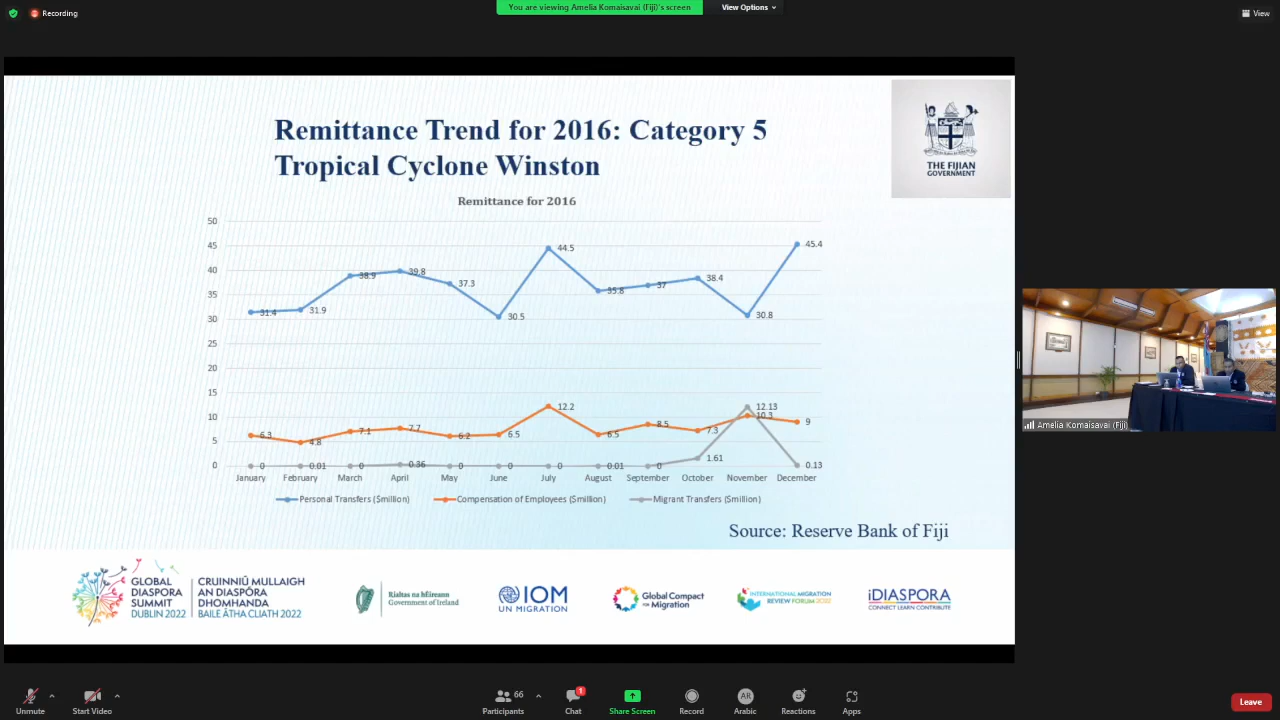 Recording
You are viewing Amelia Komaisavai (Fiji)'s screen
View Options
View
Remittance Trend for 2016: Category 5
Tropical Cyclone Winston
THE FIJIAN
GOVERNMENT
Remittance for 2016
50
45
40
35
30
25
20
15
10
5
0
31.4
31.9
38.9
39.8
37.3
30.5
44.5
35.8
37
38.4
30.8
45.4
6.3
4.8
7.1
7.7
6.2
6.5
12.2
6.5
8.5
7.3
10.3
9
0
0.01
0
0.36
0
0
0
0.01
0
1.61
12.13
0.13
January February March April May June July August September October November December
Personal Transfers ($million) Compensation of Employees ($million) Migrant Transfers ($million)
Source: Reserve Bank of Fiji
GLOBAL
DIASPORA
SUMMIT
DUBLIN 2022
CRUINNIÚ MULLAIGH
AN DIASPÓRA
DHOMHANDA
BAILE ÁTHA CLIATH 2022
Rialtas na hÉireann
Government of Ireland
IOM
UN MIGRATION
Global Compact
for Migration
INTERNATIONAL MIGRATION
REVIEW FORUM 2022
iDIASPORA
CONNECT LEARN CONTRIBUTE
Amelia Komaisavai (Fiji)
Unmute
Start Video
66
Participants
1
Chat
Share Screen
Record
AR
Arabic
Reactions
Apps
Leave